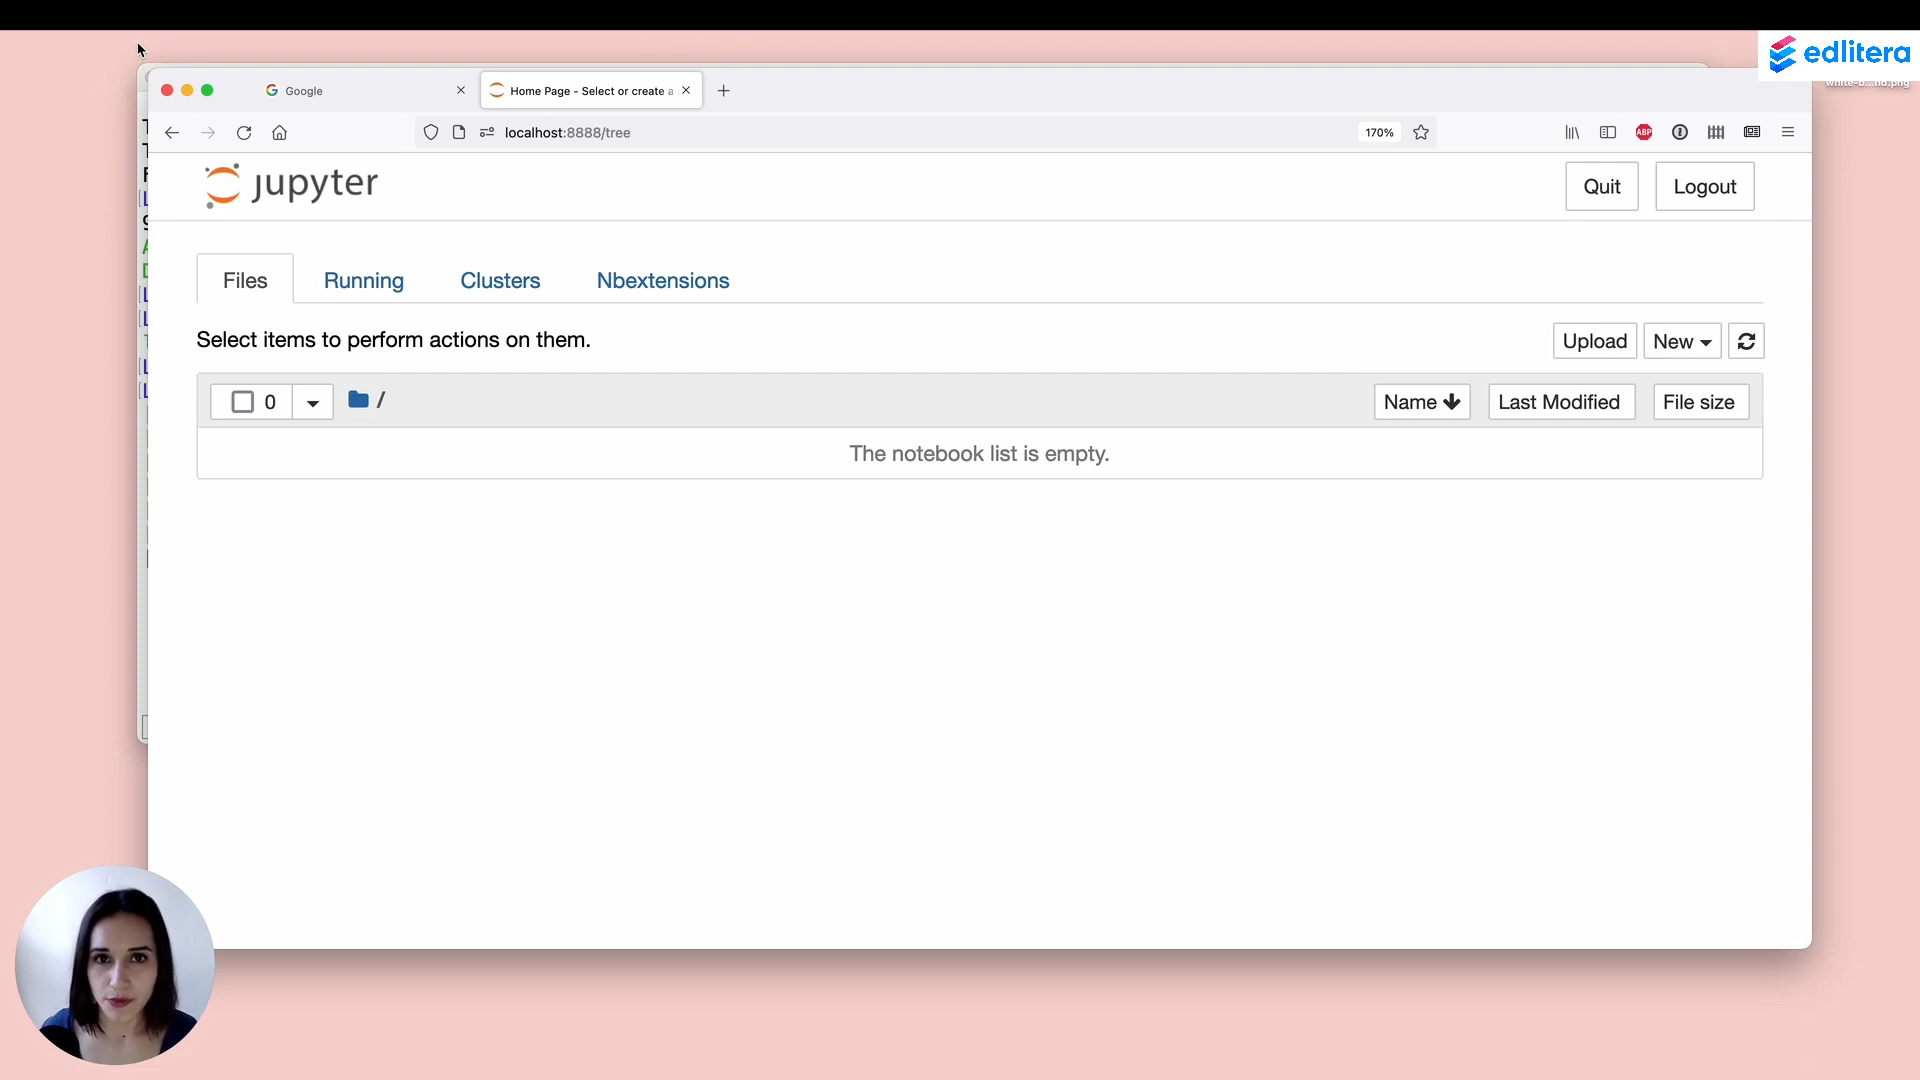 edlitera
Google
Home Page - Select or create a
localhost:8888/tree
170%
ABP
jupyter
Quit
Logout
Files
Running
Clusters
Nbextensions
Select items to perform actions on them.
Upload
New
0
/
Name
Last Modified
File size
The notebook list is empty.